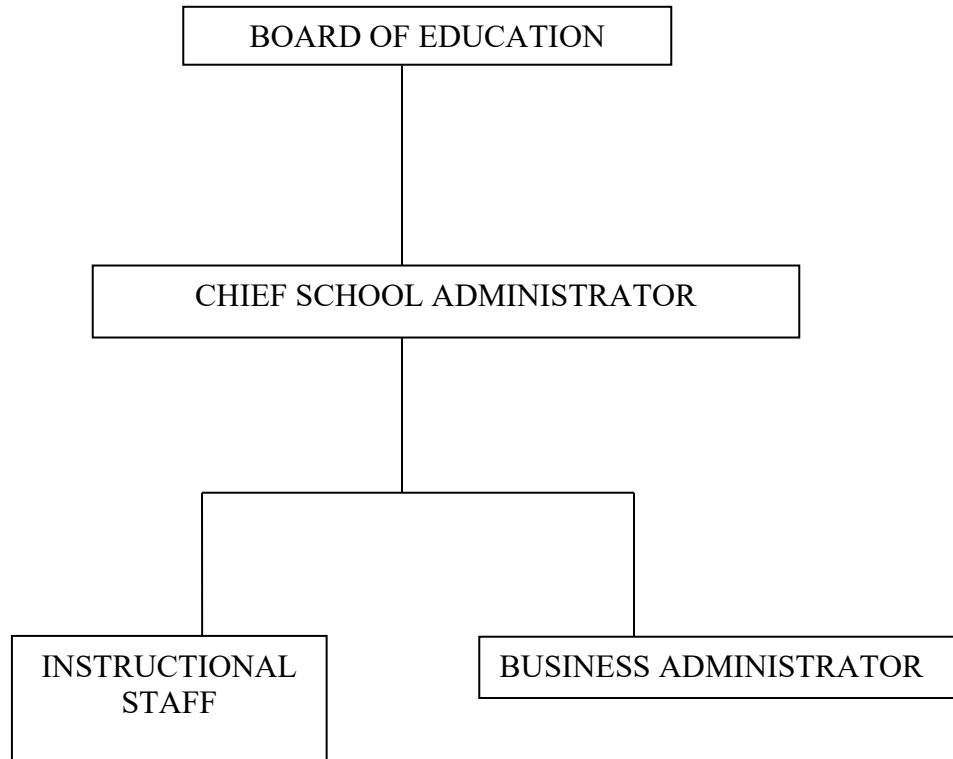 BOARD OF EDUCATION
CHIEF SCHOOL ADMINISTRATOR
INSTRUCTIONAL
STAFF
BUSINESS ADMINISTRATOR